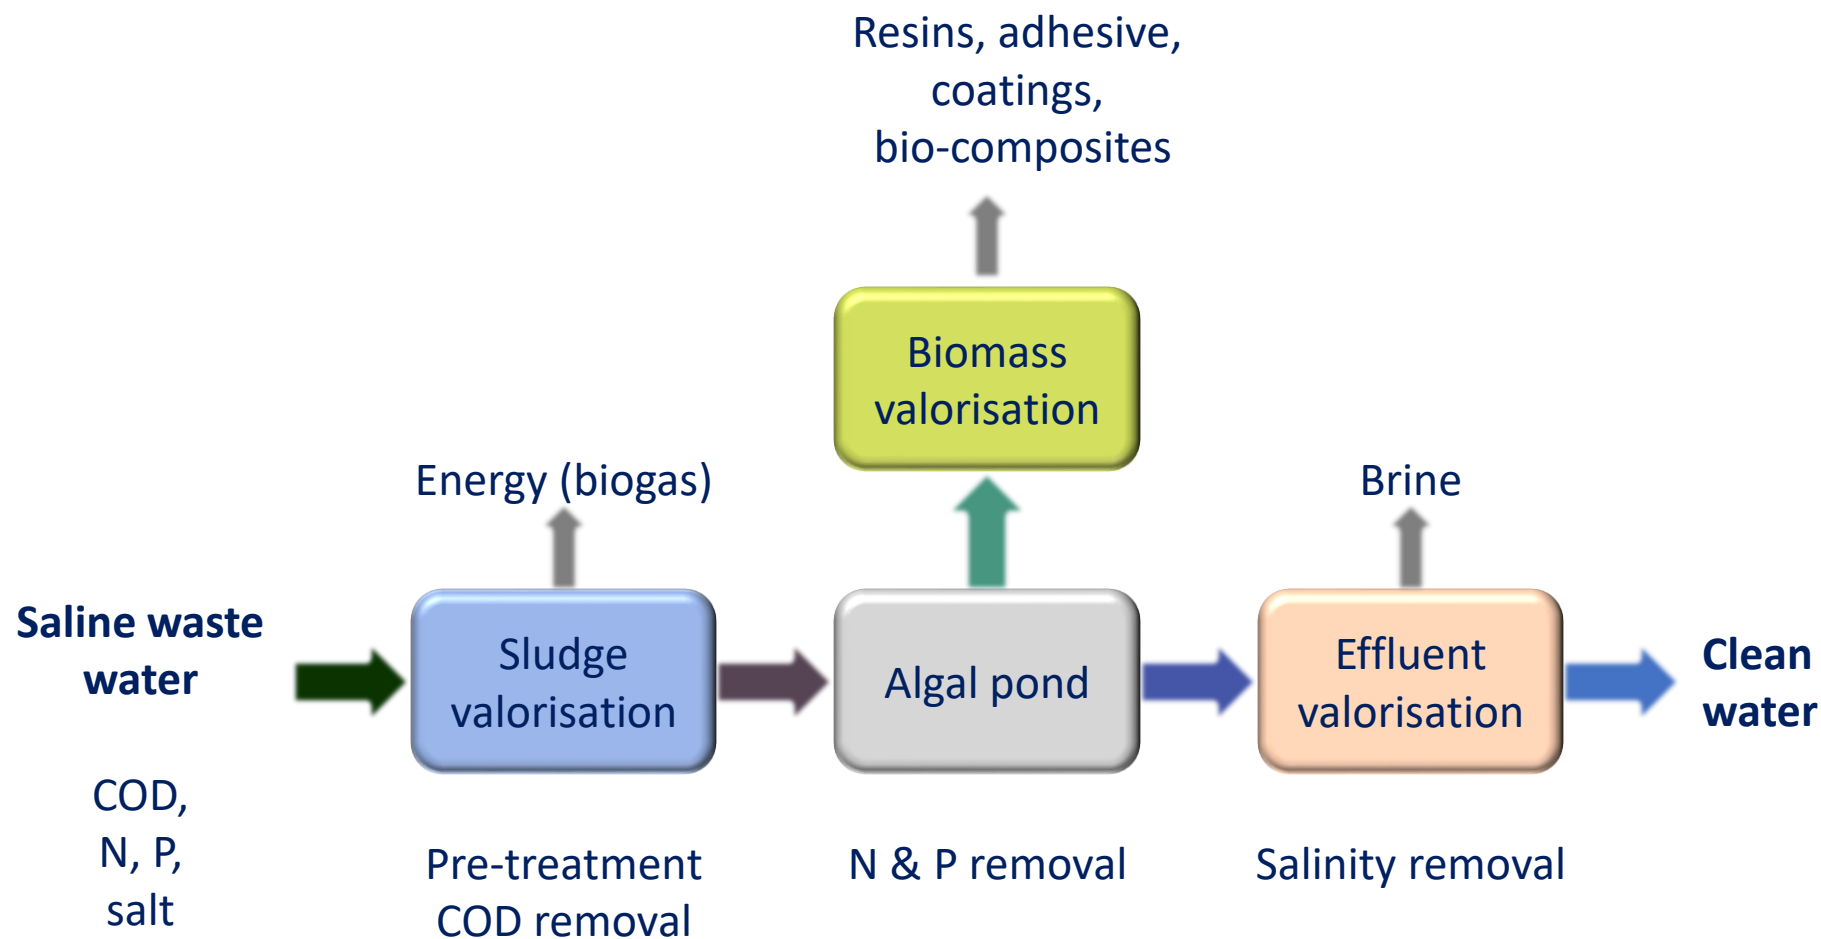 Resins, adhesive,
coatings,
bio-composites
Biomass
valorisation
Energy (biogas)
Brine
Saline waste
water
Sludge
valorisation
Algal pond
Effluent
valorisation
Clean
water
COD,
N, P,
salt
Pre-treatment
COD removal
N & P removal
Salinity removal